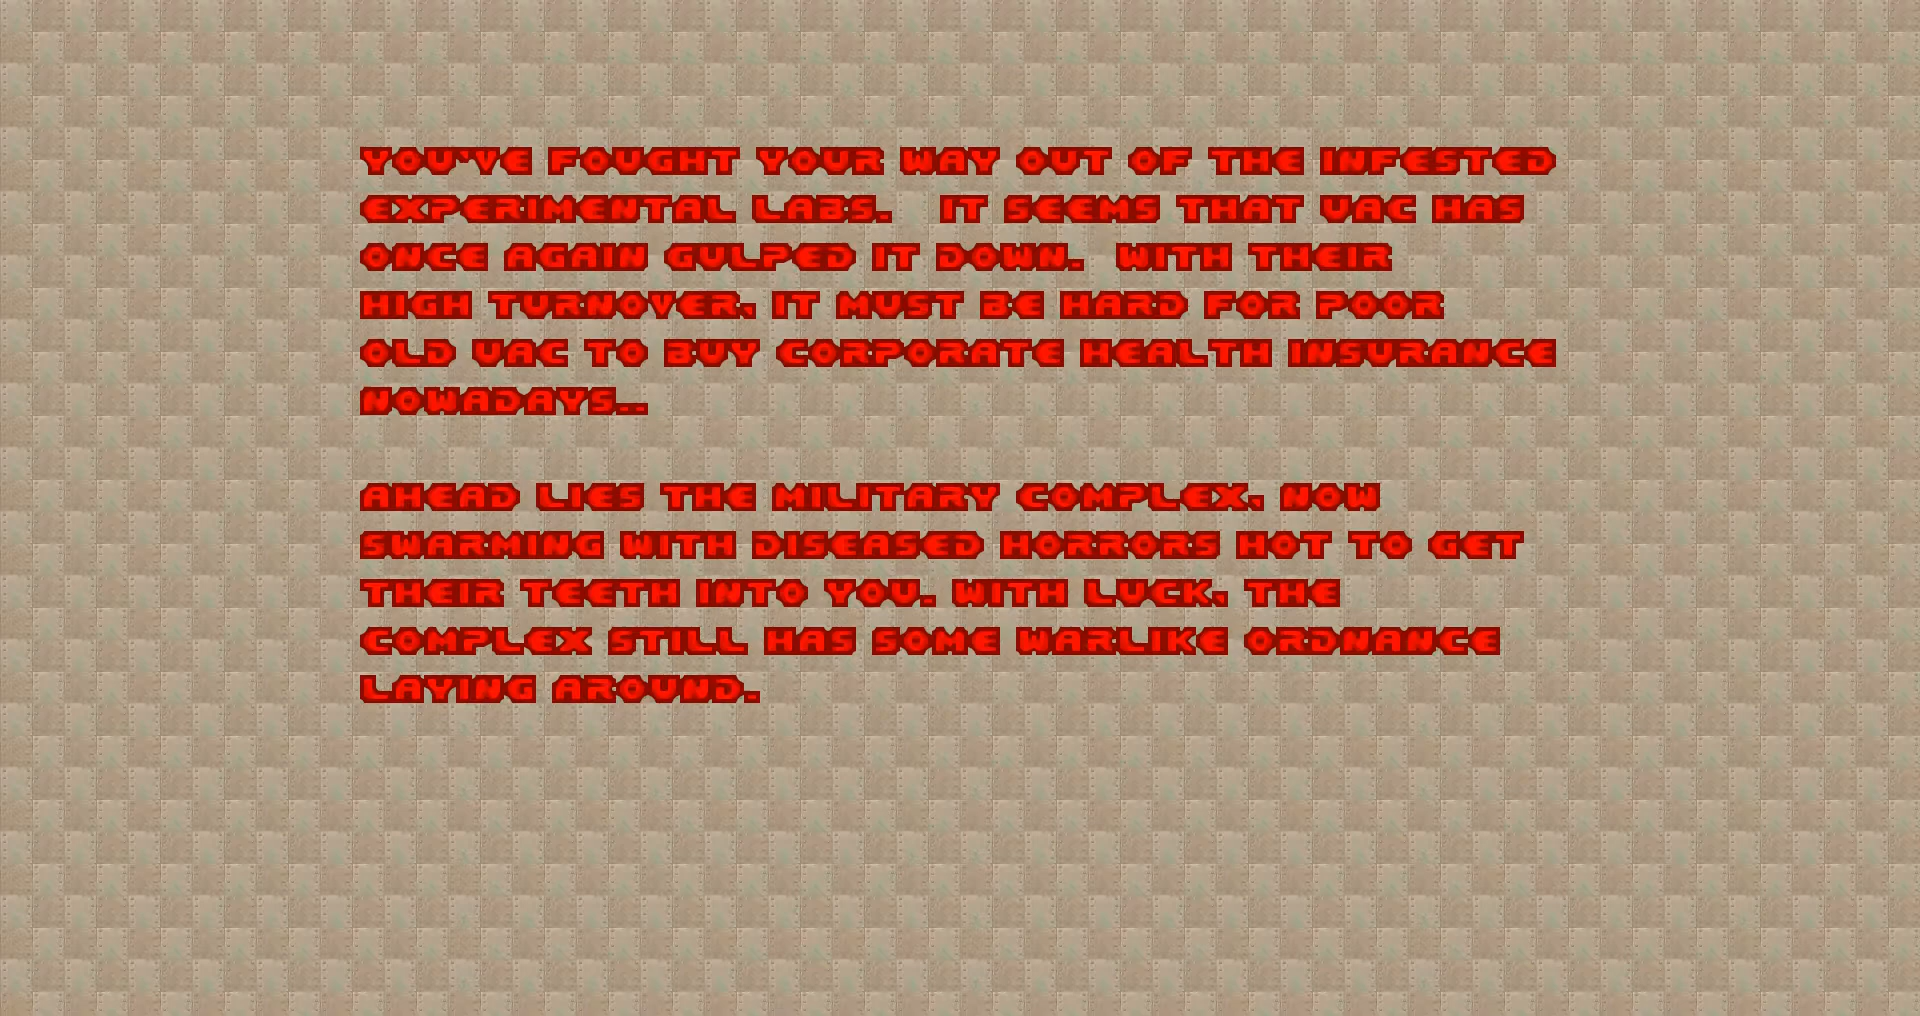 YOU'VE FOUGHT YOUR WAY OUT OF THE INFESTED
EXPERIMENTAL LABS.   IT SEEMS THAT UAC HAS
ONCE AGAIN GULPED IT DOWN.  WITH THEIR
HIGH TURNOVER, IT MUST BE HARD FOR POOR
OLD UAC TO BUY CORPORATE HEALTH INSURANCE
NOWADAYS..

AHEAD LIES THE MILITARY COMPLEX, NOW
SWARMING WITH DISEASED HORRORS HOT TO GET
THEIR TEETH INTO YOU. WITH LUCK, THE
COMPLEX STILL HAS SOME WARLIKE ORDNANCE
LAYING AROUND.